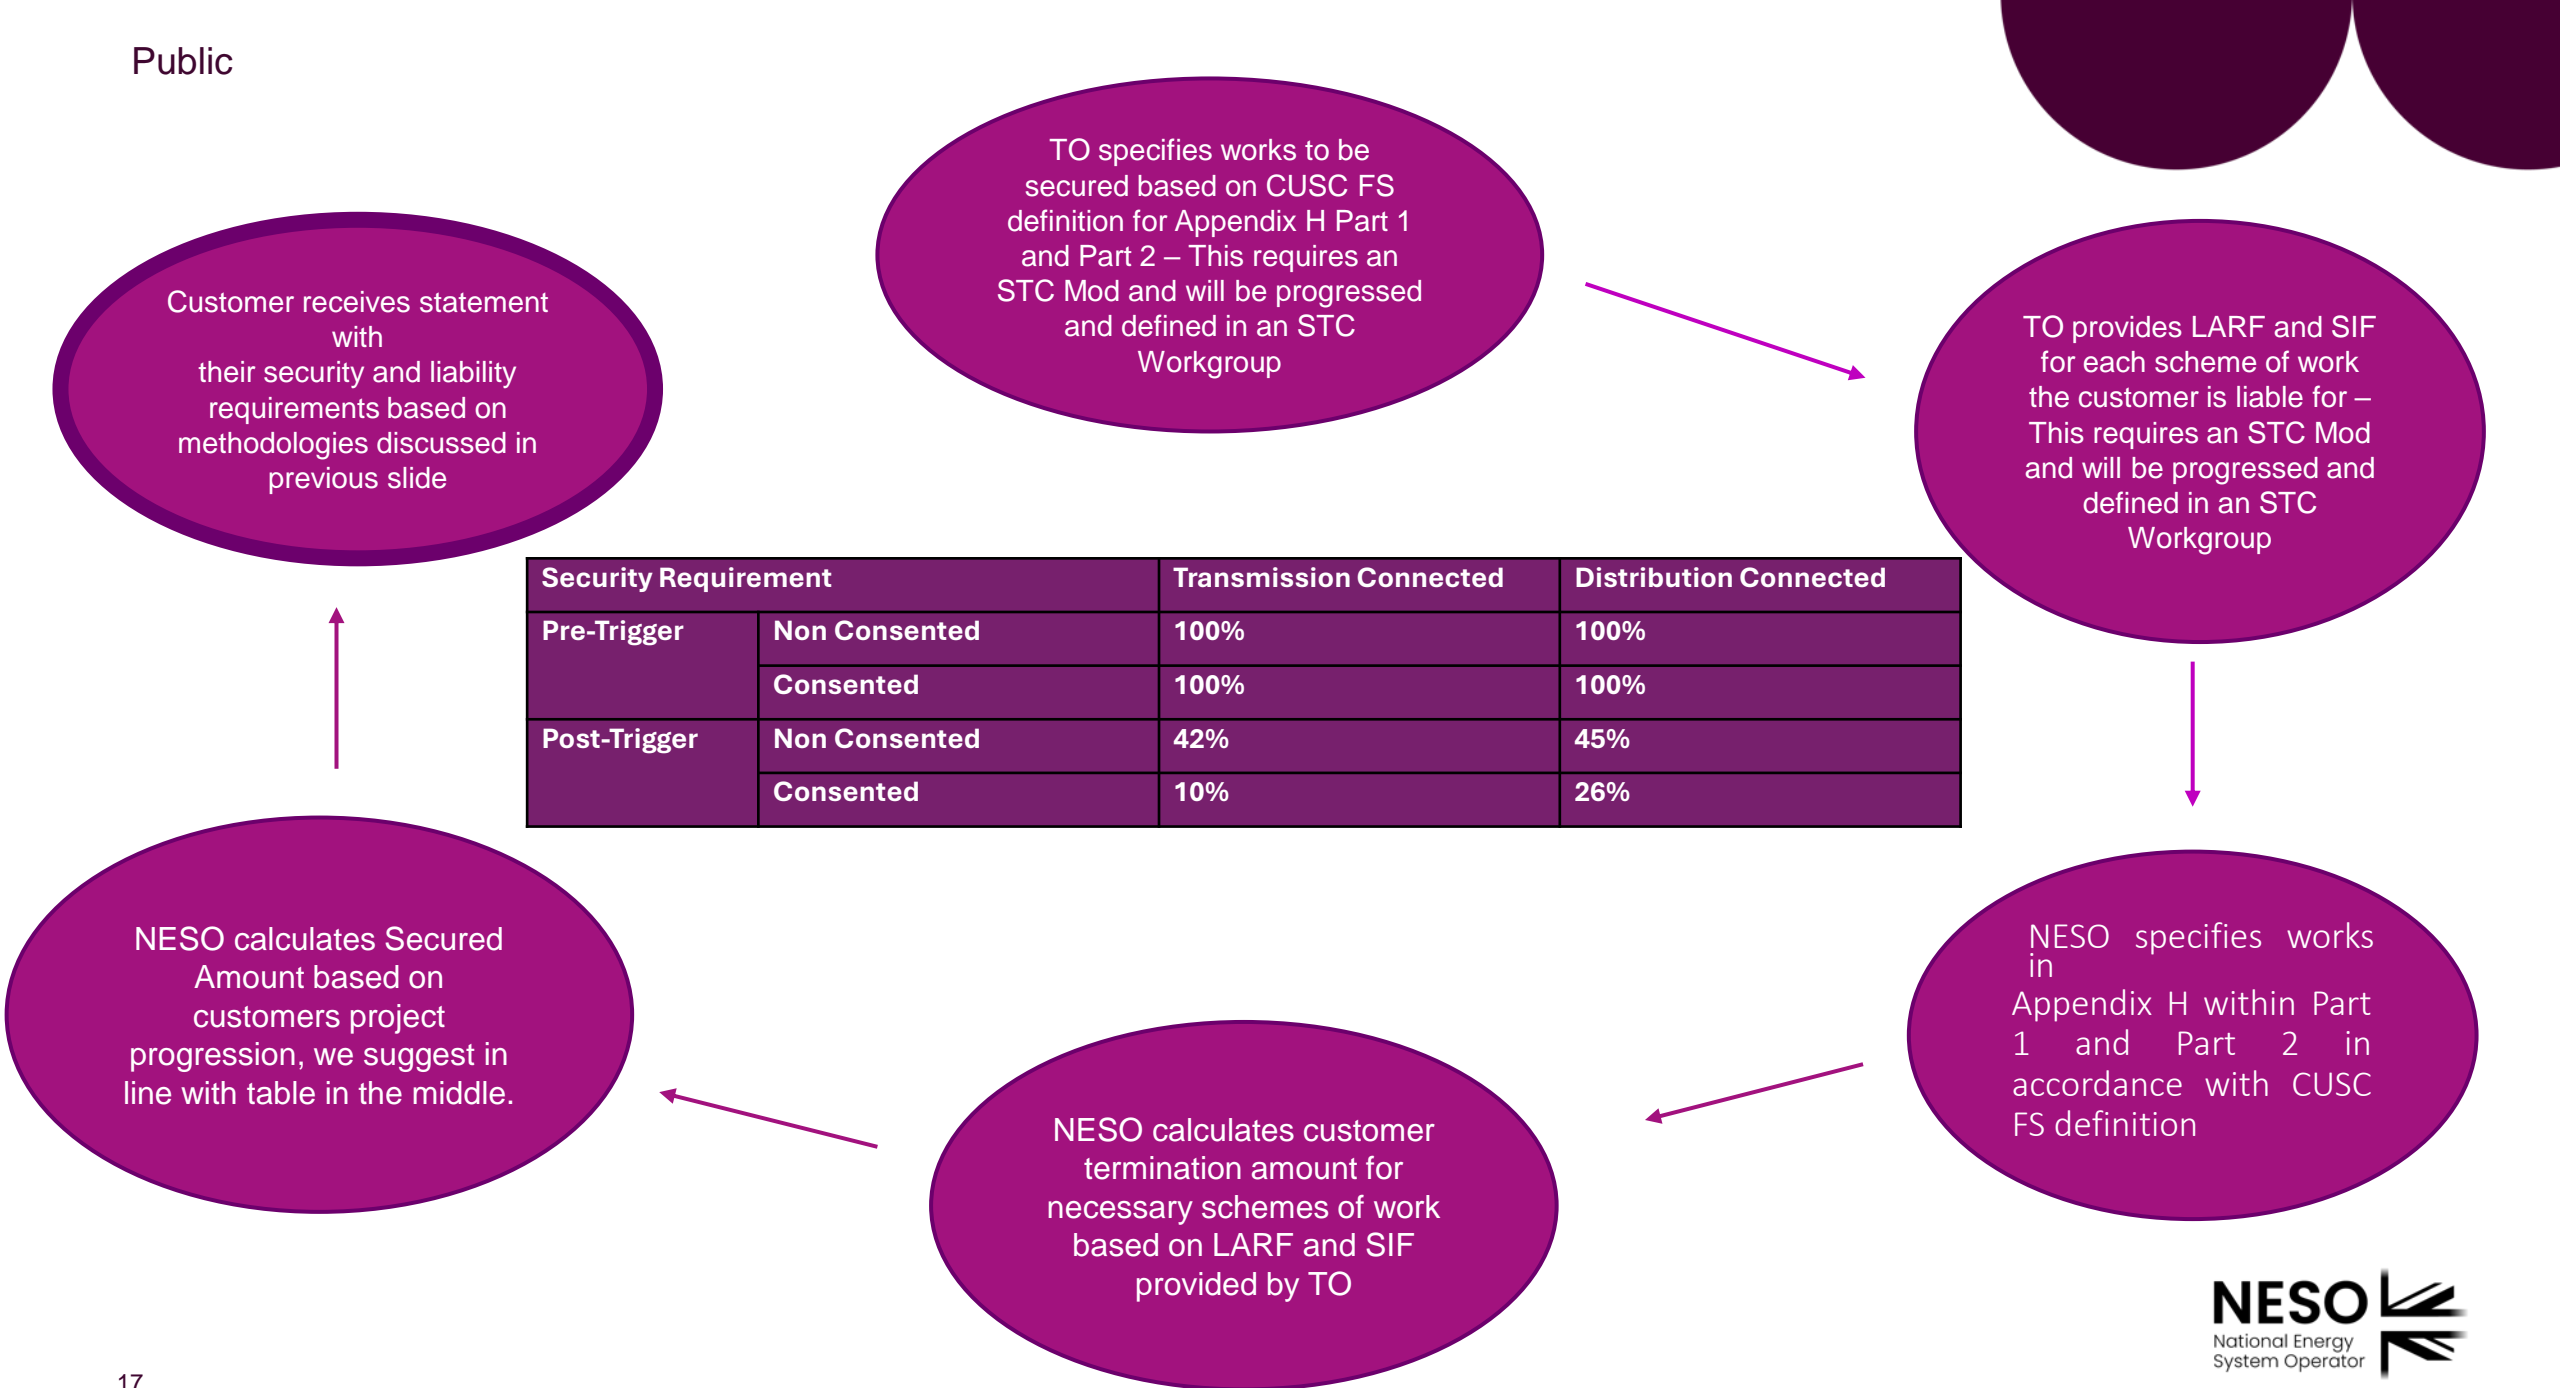 Public
TO specifies works to be
secured based on CUSC FS
definition for Appendix H Part 1
and Part 2 – This requires an
STC Mod and will be progressed
and defined in an STC
Workgroup
TO provides LARF and SIF
for each scheme of work
the customer is liable for –
This requires an STC Mod
and will be progressed and
defined in an STC
Workgroup
NESO specifies works
in
Appendix H within Part
1 and Part 2 in
accordance with CUSC
FS definition
NESO calculates customer
termination amount for
necessary schemes of work
based on LARF and SIF
provided by TO
NESO calculates Secured
Amount based on
customers project
progression, we suggest in
line with table in the middle.
Customer receives statement
with
their security and liability
requirements based on
methodologies discussed in
previous slide
Security Requirement Transmission Connected Distribution Connected
Pre-Trigger Non Consented 100% 100%
Consented 100% 100%
Post-Trigger Non Consented 42% 45%
Consented 10% 26%
NESO
National Energy
System Operator
17